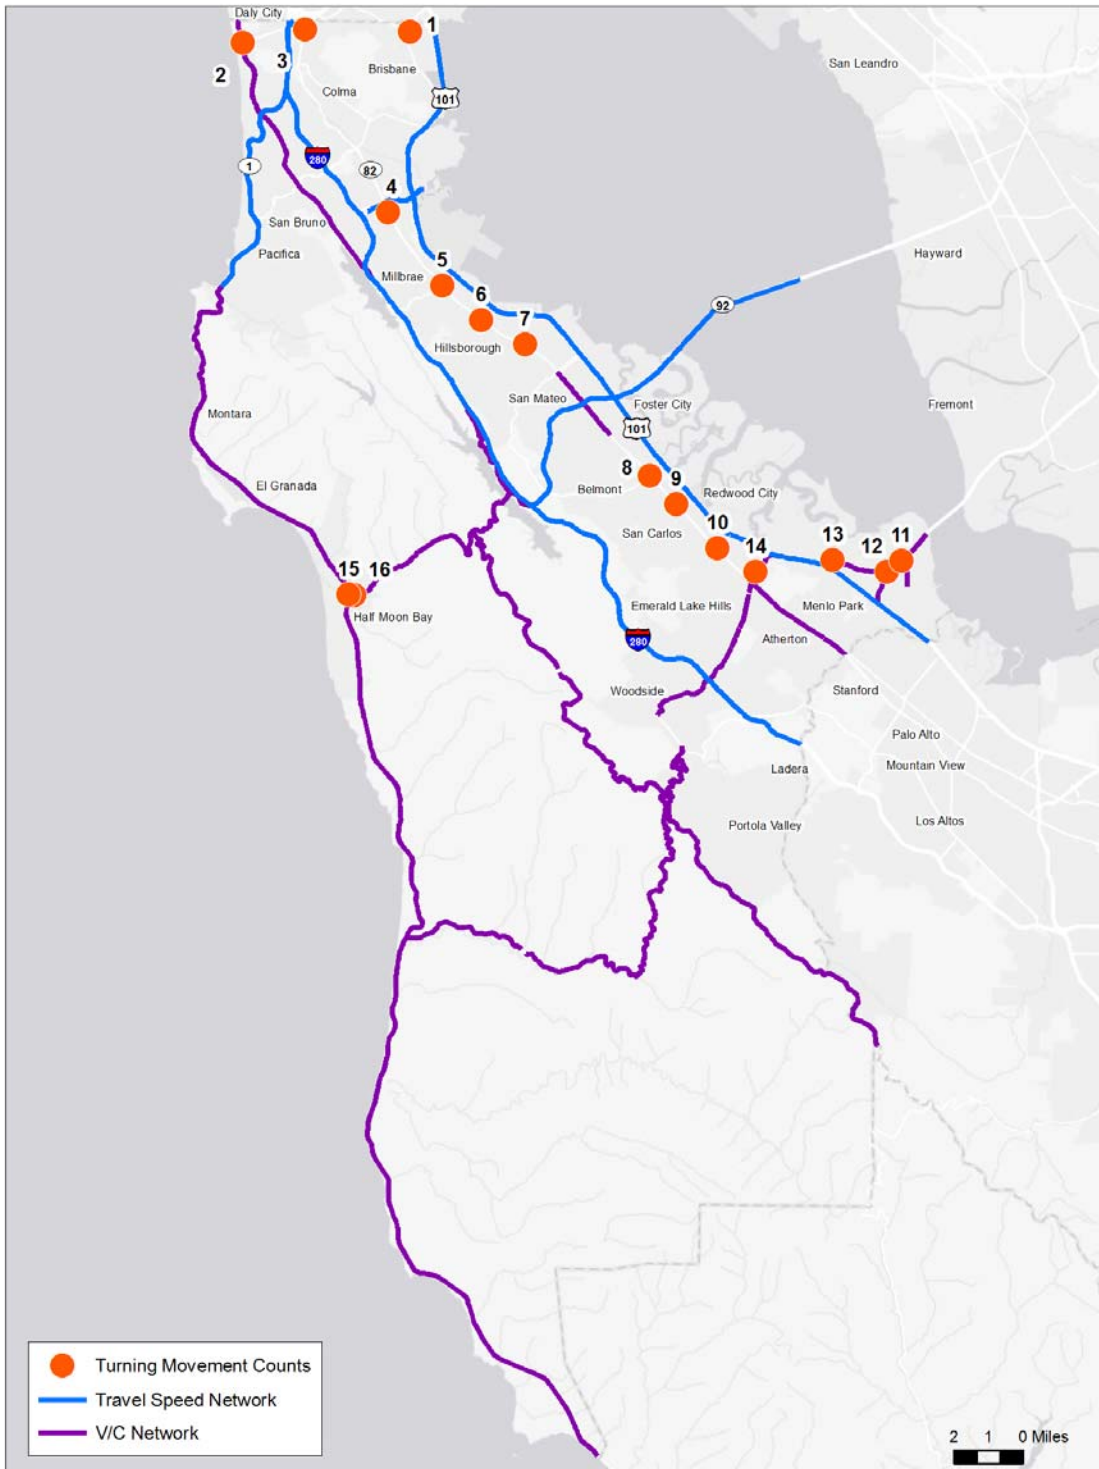 Daly City
1
3
2
Brisbane
San Leandro
Colma
101
280
82
1
4
San Bruno
Pacifica
Hayward
5
Millbrae
6
92
7
Hillsborough
San Mateo
Foster City
Fremont
Montara
101
8
9
El Granada
Belmont
Redwood City
San Carlos
10
13
11
12
14
15 16
Half Moon Bay
Emerald Lake Hills
Menlo Park
280
Atherton
Woodside
Stanford
Palo Alto
Ladera
Mountain View
Portola Valley
Los Altos
Turning Movement Counts
Travel Speed Network
V/C Network
2 1 0 Miles